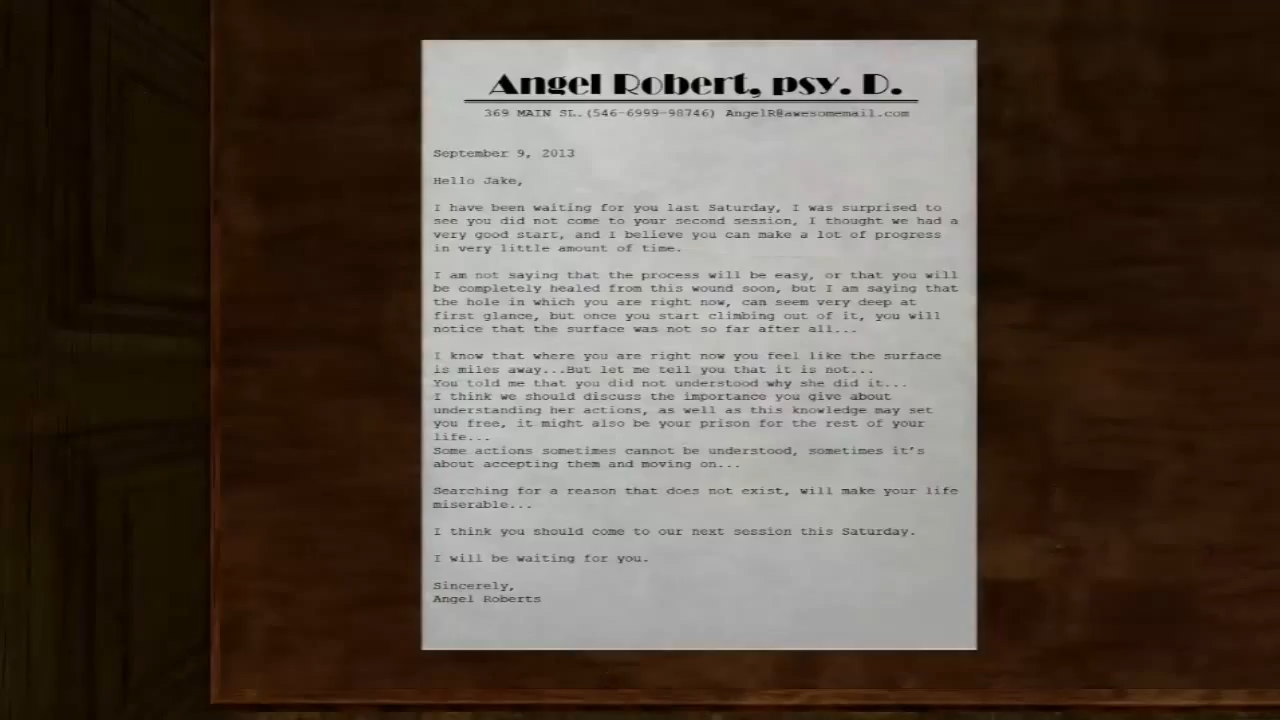 Angel Robert, psy. D.
369 MAIN SL.(546-6999-98746) AngelR@awesomemail.com
September 9, 2013
Hello Jake,
I have been waiting for you last Saturday, I was surprised to
see you did not come to your second session, I thought we had a
very good start, and I believe you can make a lot of progress
in very little amount of time.
I am not saying that the process will be easy, or that you will
be completely healed from this wound soon, but I am saying that
the hole in which you are right now, can seem very deep at
first glance, but once you start climbing out of it, you will
notice that the surface was not so far after all...
I know that where you are right now you feel like the surface
is miles away...But let me tell you that it is not...
You told me that you did not understood why she did it...
I think we should discuss the importance you give about
understanding her actions, as well as this knowledge may set
you free, it might also be your prison for the rest of your
life...
Some actions sometimes cannot be understood, sometimes it's
about accepting them and moving on...
Searching for a reason that does not exist, will make your life
miserable...
I think you should come to our next session this Saturday.
I will be waiting for you.
Sincerely,
Angel Roberts